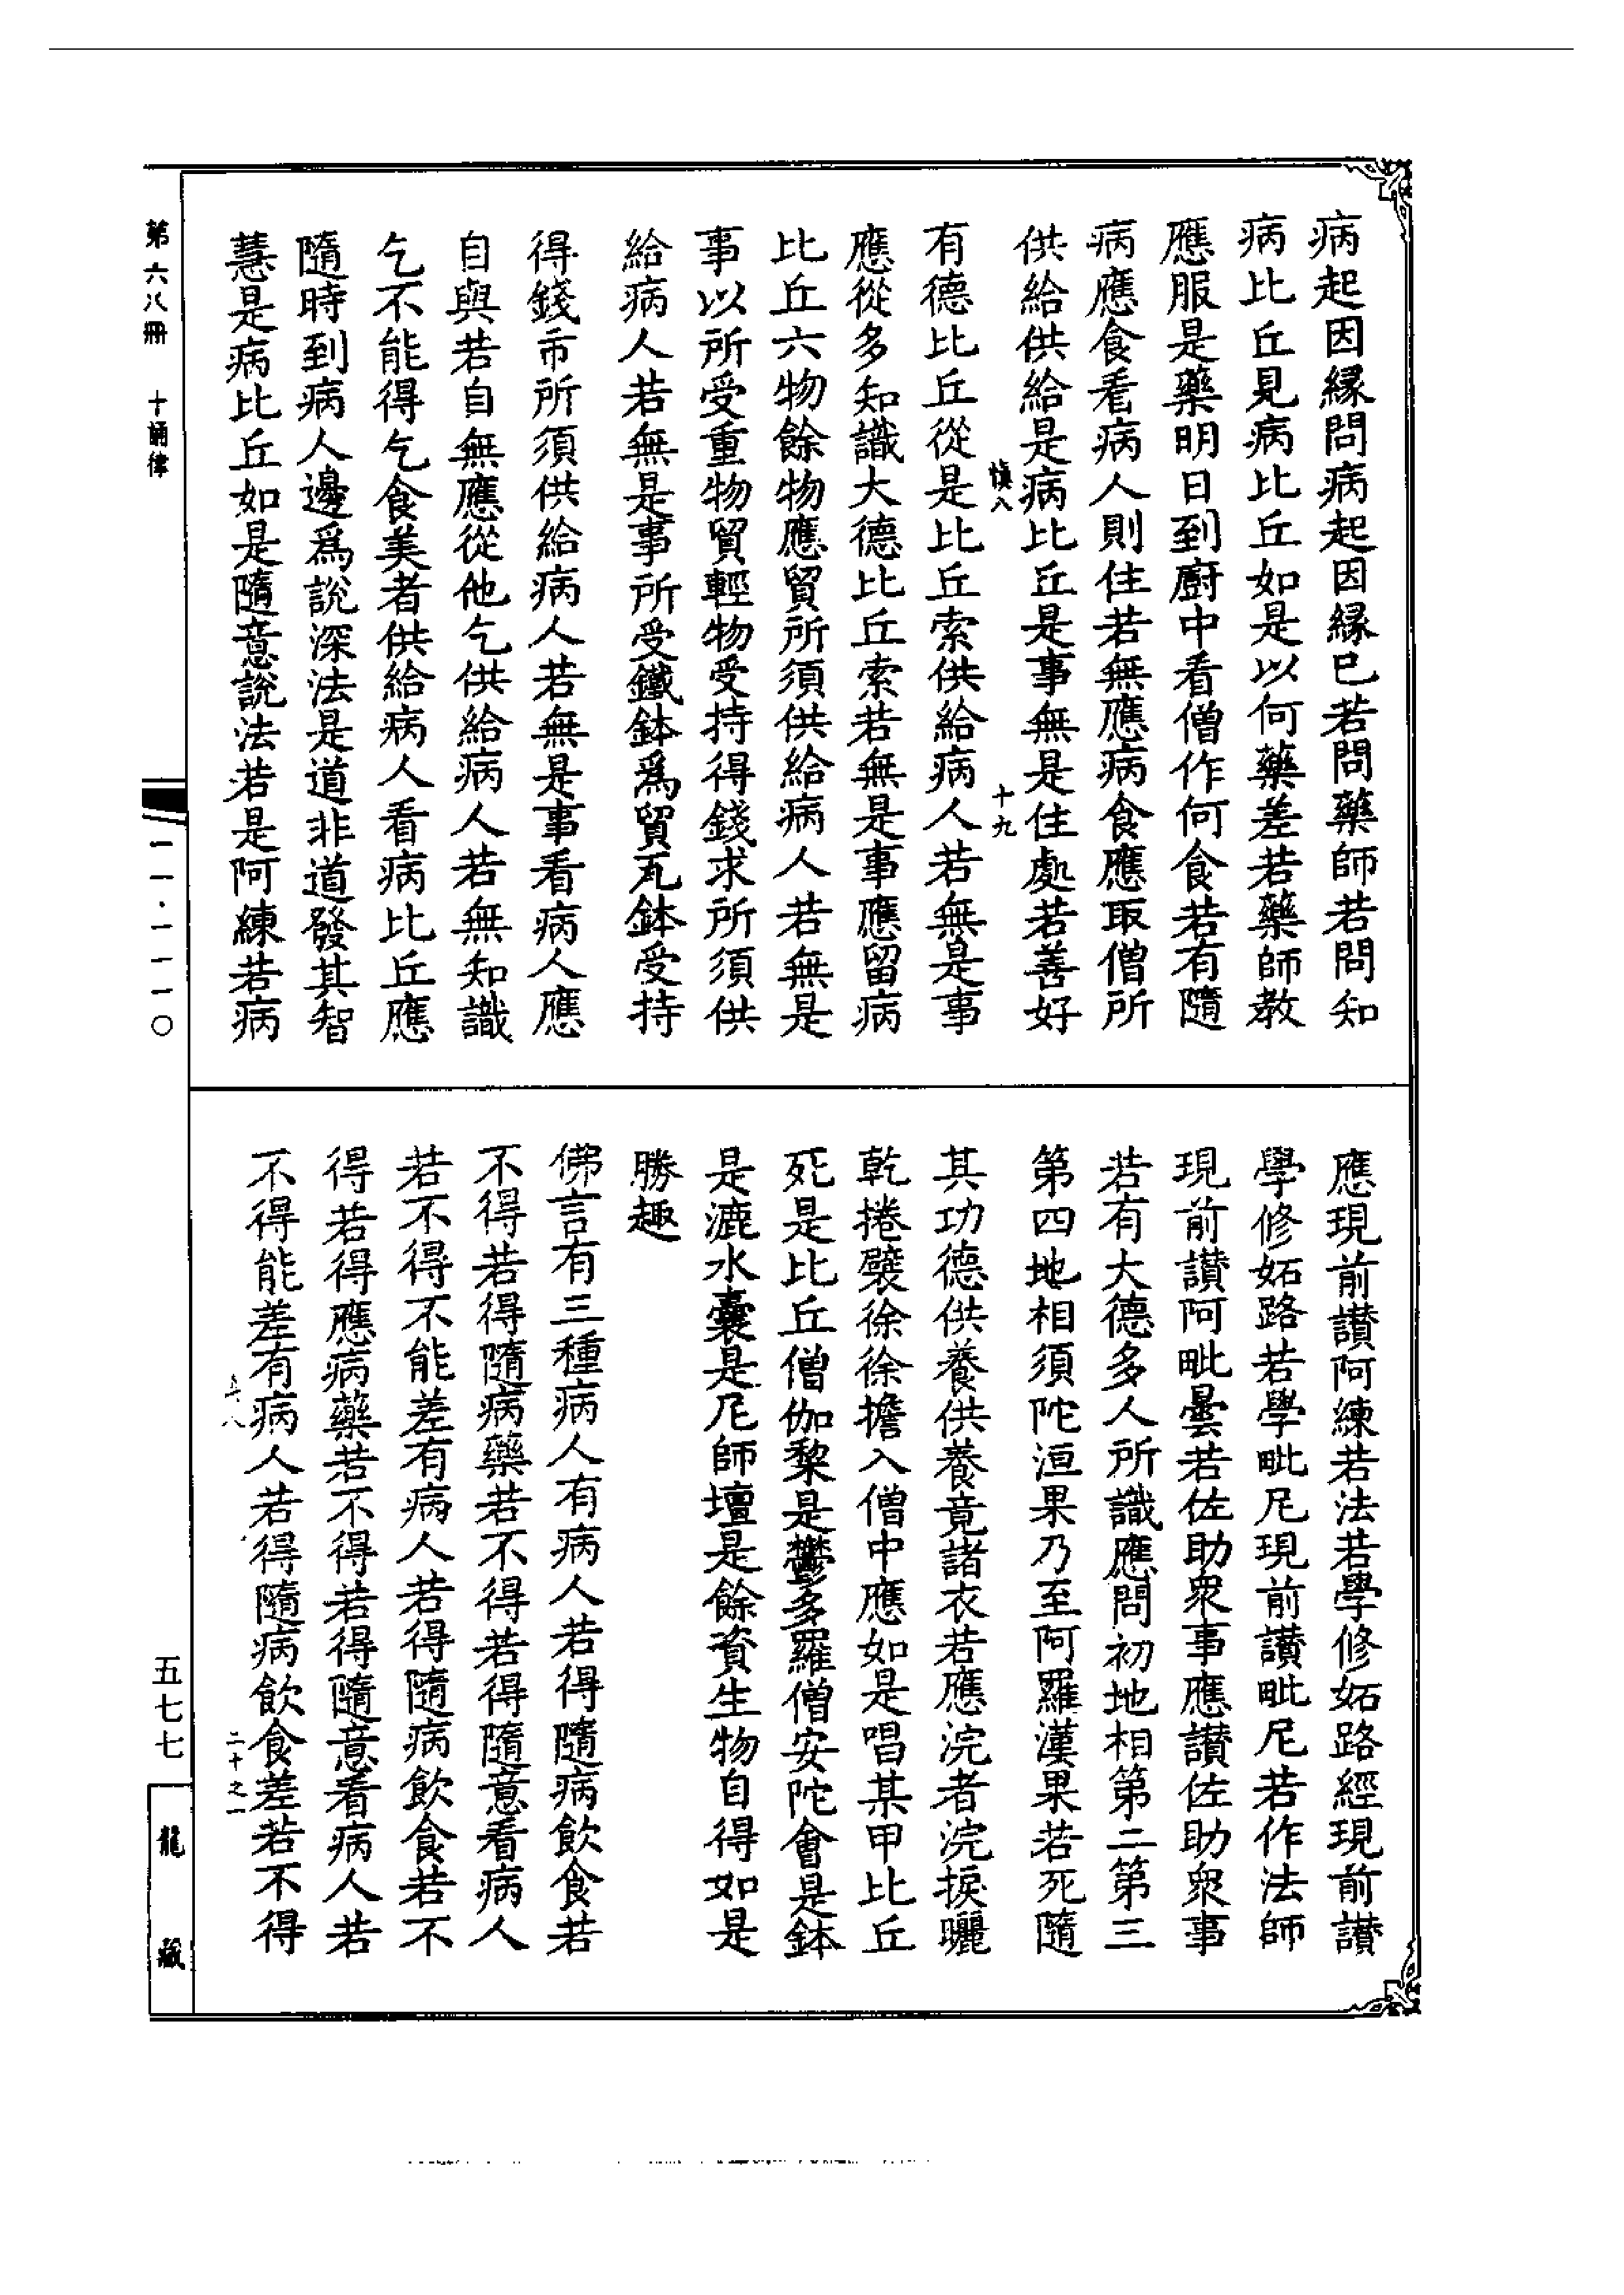 病起因緣問病起因緣已若問藥師若問知
病比丘見病比丘如是以何藥差若藥師教
應服是藥明日到廚中看僧作何食若有隨
病應食看病人則住若無應病食應取僧所
供給供給是病比丘是事無是住處若善好
慎八
十九
有德比丘從是比丘索供給病人若無是事
應從多知識大德比丘索若無是事應留病
比丘六物餘物應貿所須供給病人若無是
事以所受重物貿輕物受持得錢求所須供
給病人若無是事所受鐵鉢爲貿瓦鉢受持
得錢市所須供給病人若無是事看病人應
自與若自無應從他乞供給病人若無知識
乞不能得乞食美者供給病人看病比丘應
隨時到病人邊爲說深法是道非道發其智
慧是病比丘如是隨意說法若是阿練若病
應現前讃阿練若法若學修妬路經現前讃
學修妬路若學毗尼現前讃毗尼若作法師
現前讃阿毗曇若佐助衆事應讃佐助衆事
若有大德多人所識應問初地相第二第三
第四地相須陀洹果乃至阿羅漢果若死隨
其功德供養供養竟諸衣若應浣者浣捩曬
乾捲襞徐徐擔入僧中應如是唱某甲比丘
死是比丘僧伽黎是鬱多羅僧安陀會是鉢
是漉水囊是尼師壇是餘資生物自得如是
勝趣
佛言有三種病人有病人若得隨病飲食若
不得若得隨病藥若不得若得隨意看病人
若不得不能差有病人若得隨病飲食若不
得若得應病藥若不得若得隨意看病人若
不得能差有病人若得隨病飲食差若不得
二十之一
第六八冊　十誦律
一一·一一一〇
五七七
龍藏